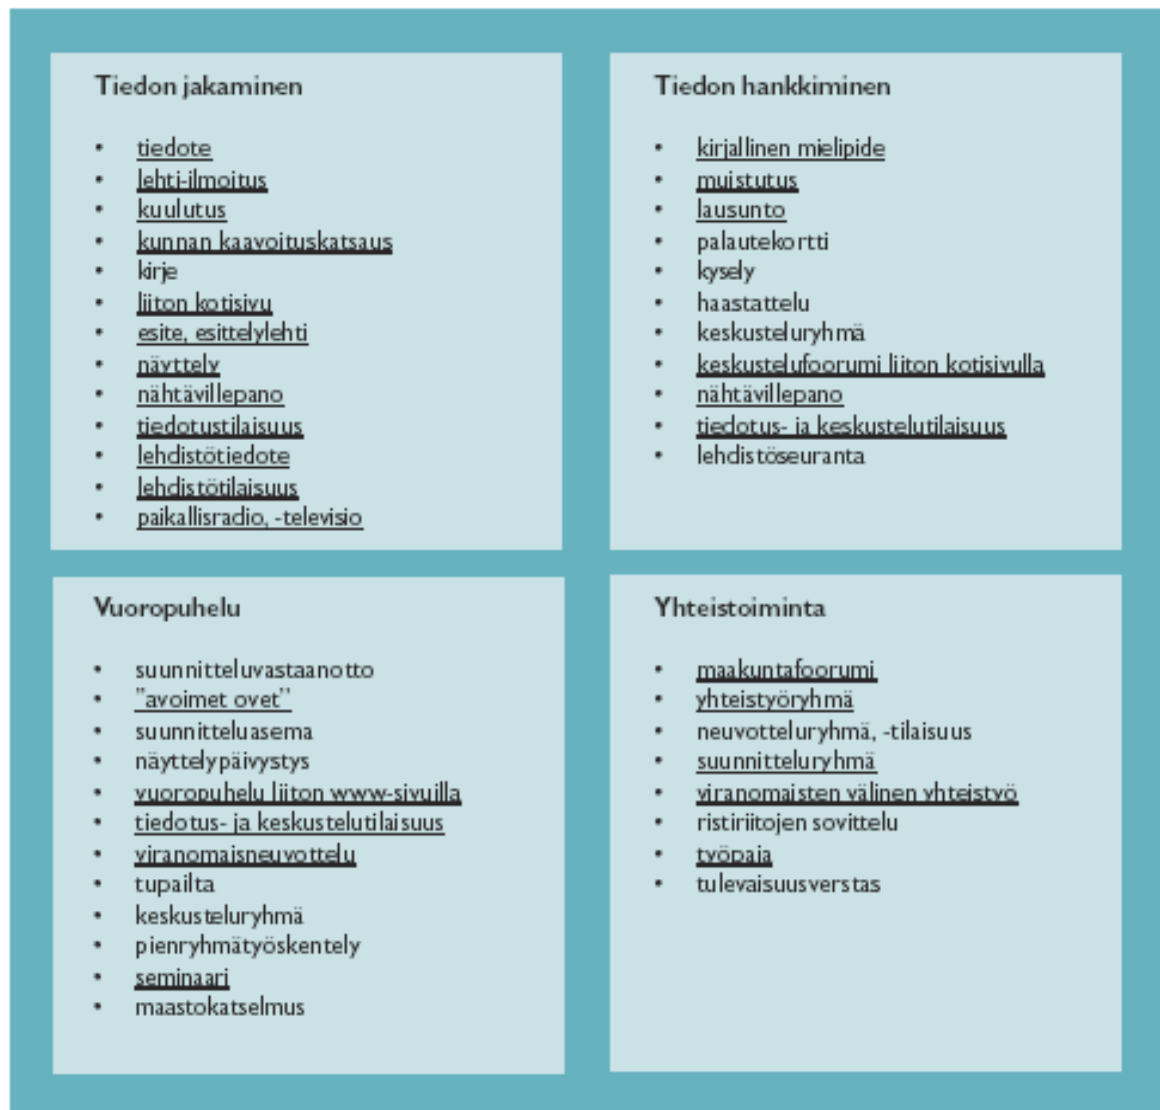 Tiedon jakaminen
• tiedote
• lehti-ilmoitus
• kuulutus
• kunnan kaavoituskatsaus
• kirje
• liiton kotisivu
• esite, esittelylehti
• näyttely
• nähtävillepano
• tiedotustilaisuus
• lehdistötiedote
• lehdistötilaisuus
• paikallisradio, -televisio
Tiedon hankkiminen
• kirjallinen mielipide
• muistutus
• lausunto
• palautekortti
• kysely
• haastattelu
• keskusteluryhmä
• keskustelufoorumi liiton kotisivulla
• nähtävillepano
• tiedotus- ja keskustelutilaisuus
• lehdistöseuranta
Vuoropuhelu
• suunnitteluvastaanotto
• ”avoimet ovet”
• suunnitteluasema
• näyttelypäivystys
• vuoropuhelu liiton www-sivuilla
• tiedotus- ja keskustelutilaisuus
• viranomaisneuvottelu
• tupailta
• keskusteluryhmä
• pienryhmätyöskentely
• seminaari
• maastokatselmus
Yhteistoiminta
• maakuntafoorumi
• yhteistyöryhmä
• neuvotteluryhmä, -tilaisuus
• suunnitteluryhmä
• viranomaisten välinen yhteistyö
• ristiriitojen sovittelu
• työpaja
• tulevaisuusverstas